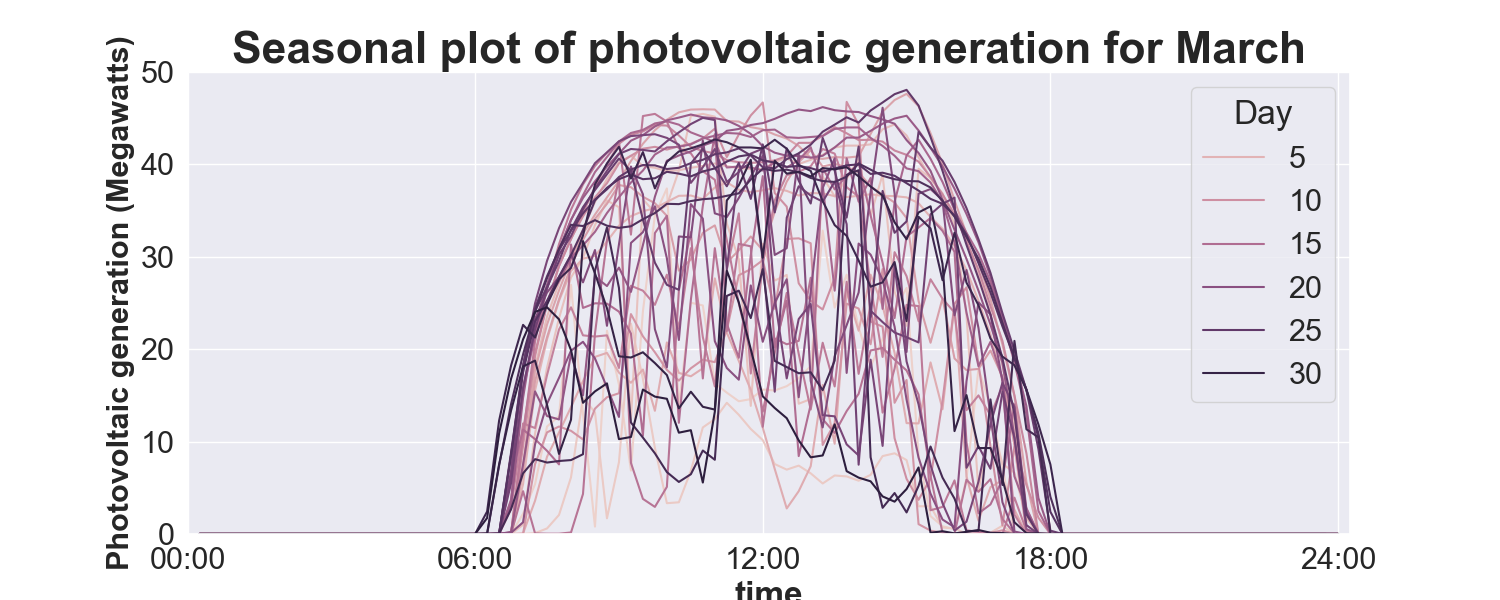 Seasonal plot of photovoltaic generation for March
Photovoltaic generation (Megawatts)
50
40
30
20
10
0
00:00 06:00 12:00 18:00 24:00
time
Day
5
10
15
20
25
30